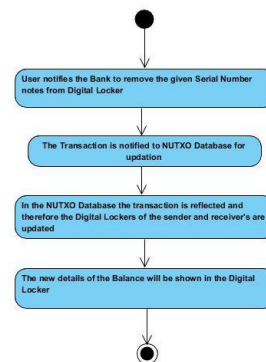 User notifies the Bank to remove the given Serial Number
notes from Digital Locker
The Transaction is notified to NUTXO Database for
updation
In the NUTXO Database the transaction is reflected and
therefore the Digital Lockers of the sender and receiver's are
updated
The new details of the Balance will be shown in the Digital
Locker